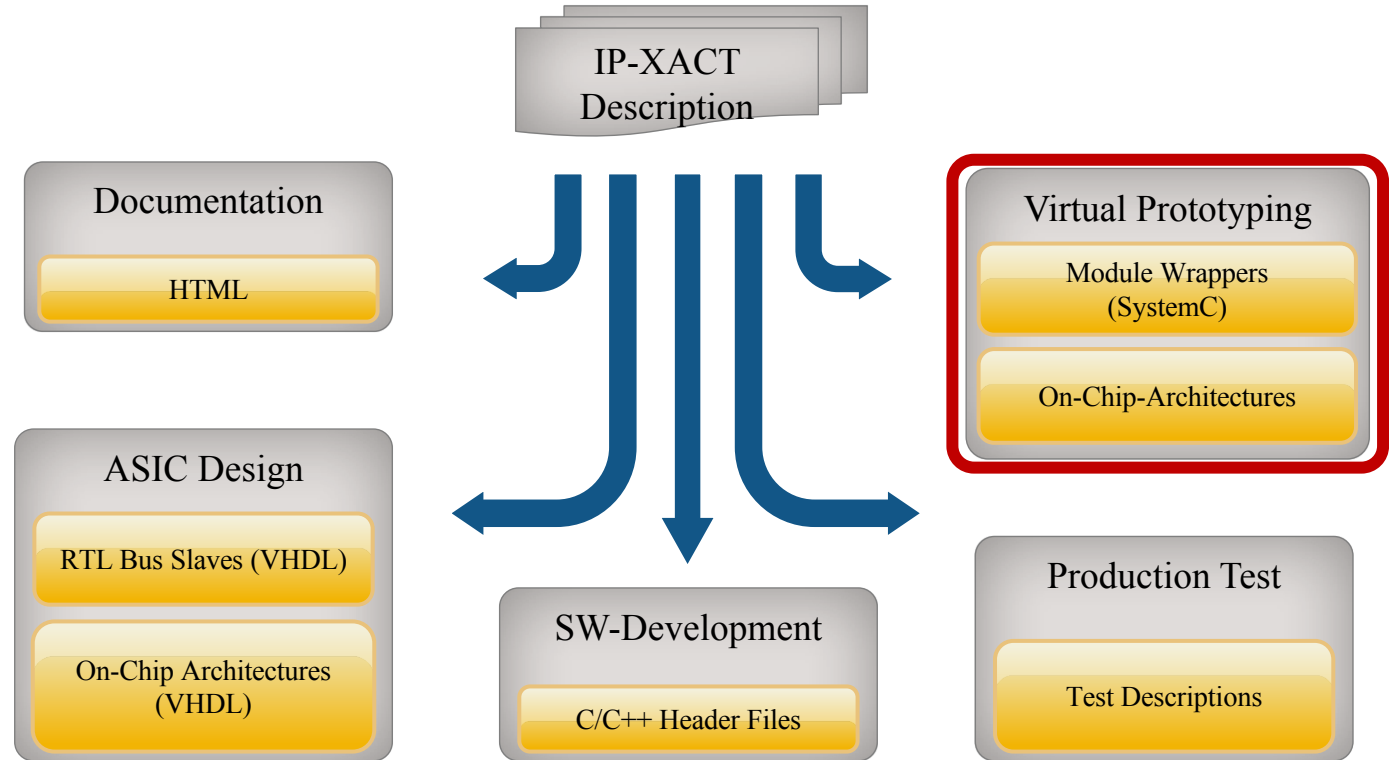 IP-XACT
Description
Documentation
HTML
Virtual Prototyping
Module Wrappers
(SystemC)
On-Chip-Architectures
ASIC Design
RTL Bus Slaves (VHDL)
On-Chip Architectures
(VHDL)
SW-Development
C/C++ Header Files
Production Test
Test Descriptions